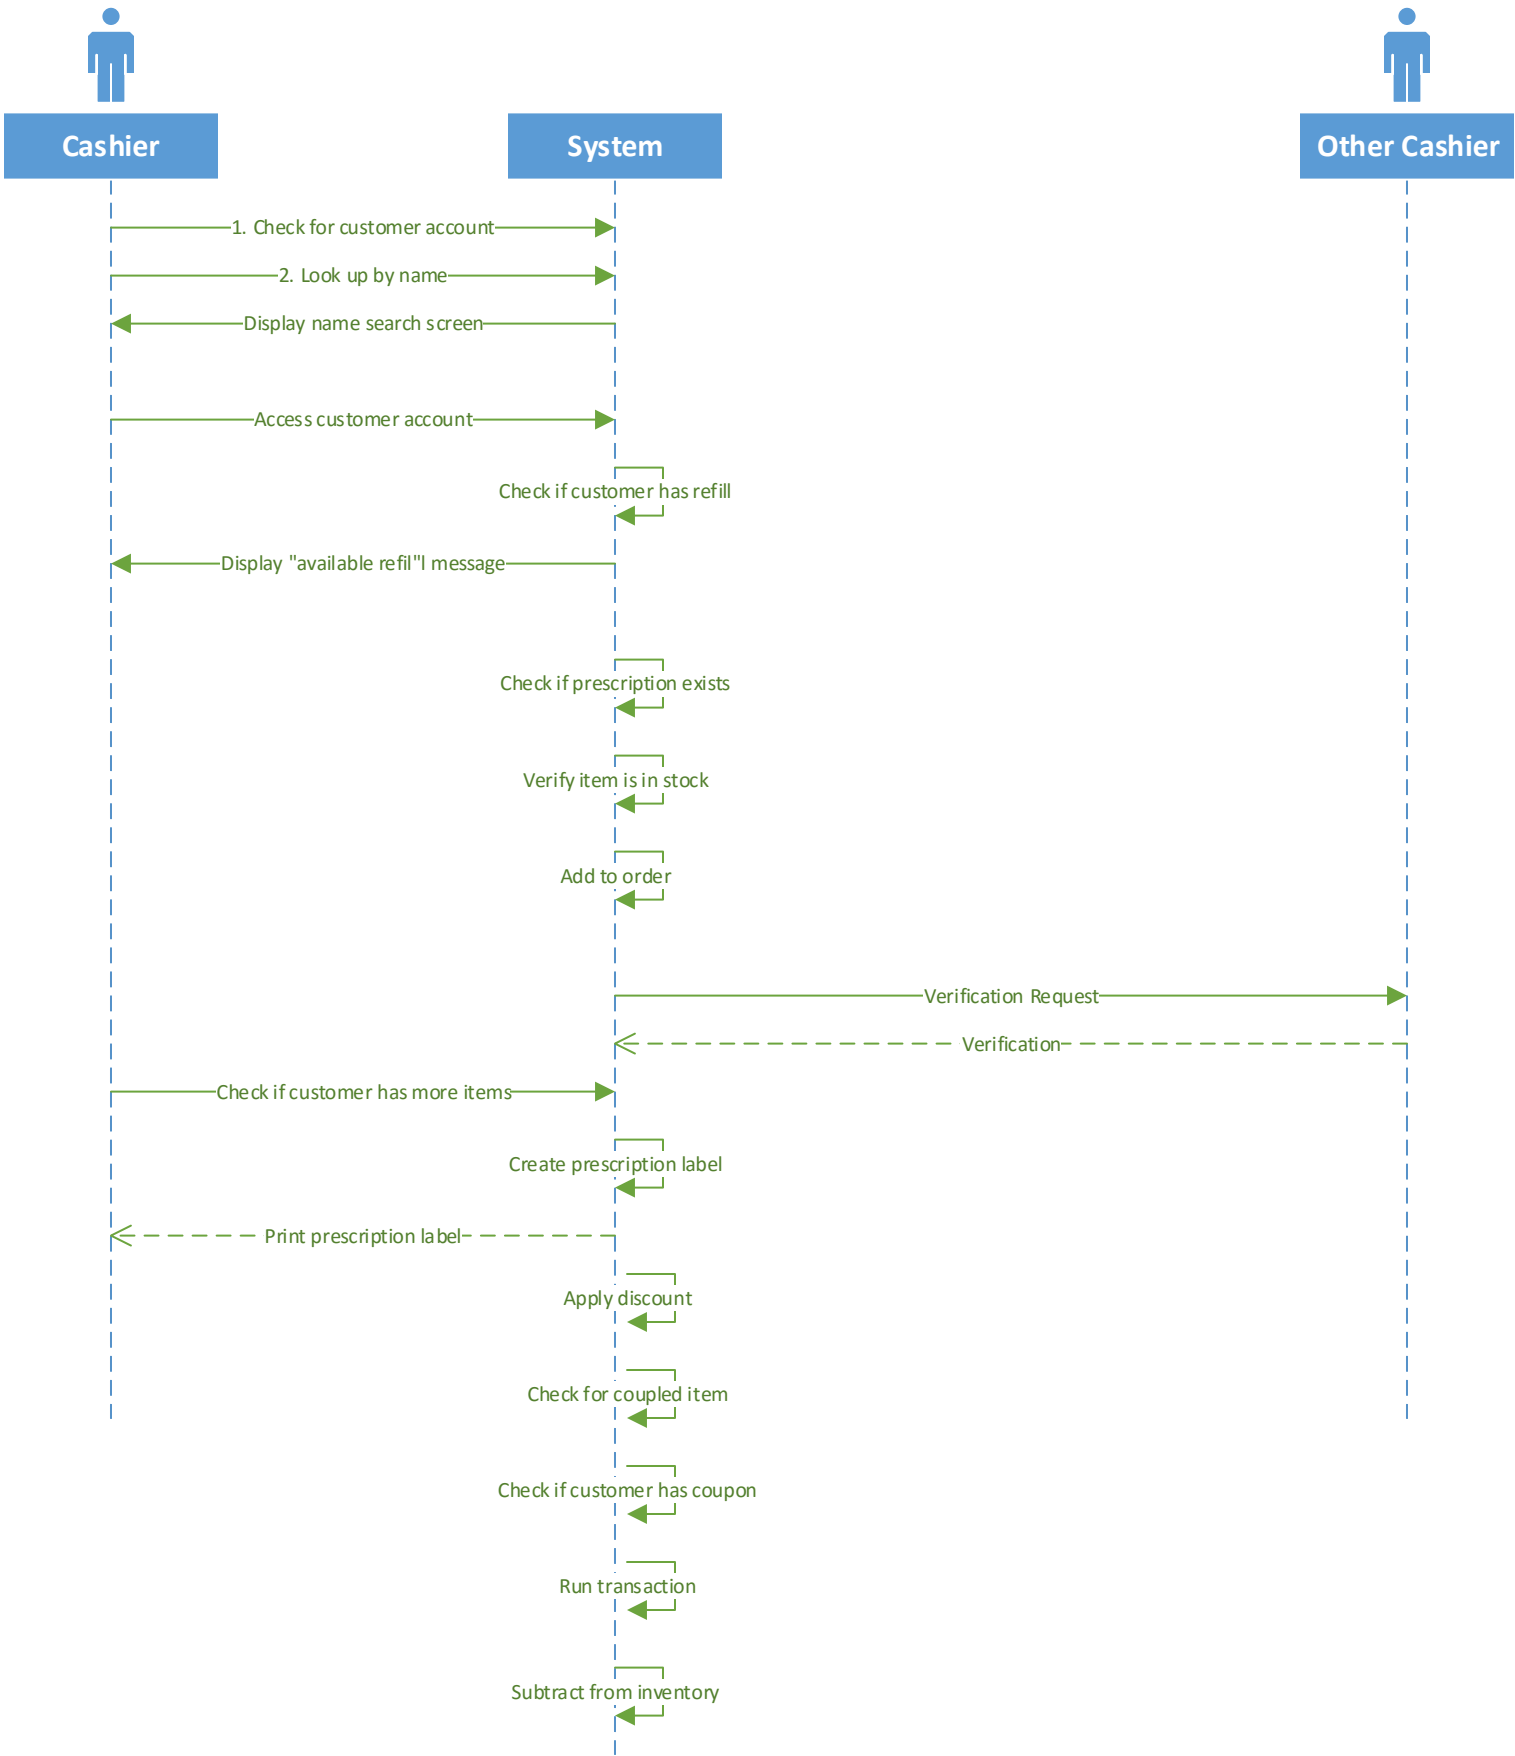 Cashier
System
Other Cashier
1. Check for customer account
2. Look up by name
Display name search screen
Access customer account
Check if customer has refill
Display "available refil"l message
Check if prescription exists
Verify item is in stock
Add to order
Verification Request
Verification
Check if customer has more items
Create prescription label
Print prescription label
Apply discount
Check for coupled item
Check if customer has coupon
Run transaction
Subtract from inventory